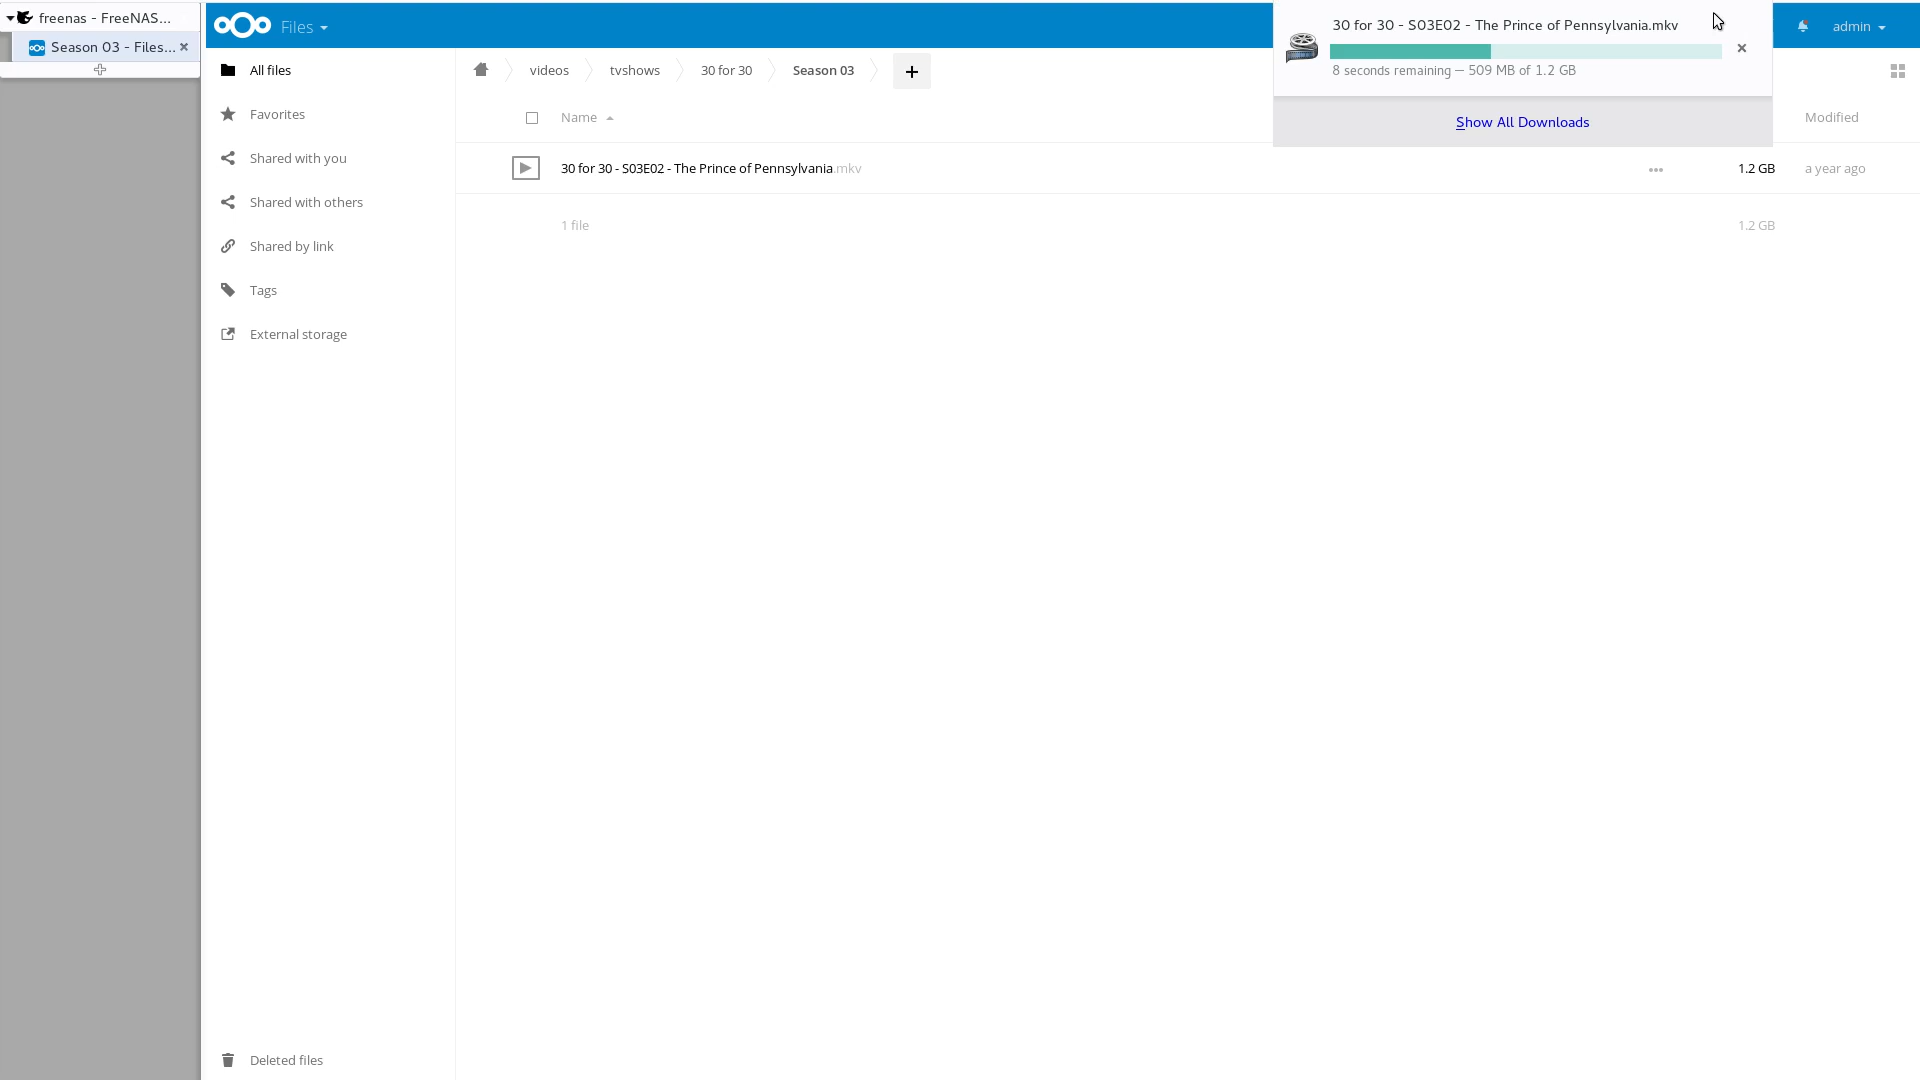 freenas - FreeNAS...
Season 03 - Files...
Files
30 for 30 - S03E02 - The Prince of Pennsylvania.mkv
8 seconds remaining — 509 MB of 1.2 GB
Show All Downloads
admin
All files
Favorites
Shared with you
Shared with others
Shared by link
Tags
External storage
Deleted files
videos
tvshows
30 for 30
Season 03
Name
Modified
30 for 30 - S03E02 - The Prince of Pennsylvania.mkv
1.2 GB
a year ago
1 file
1.2 GB